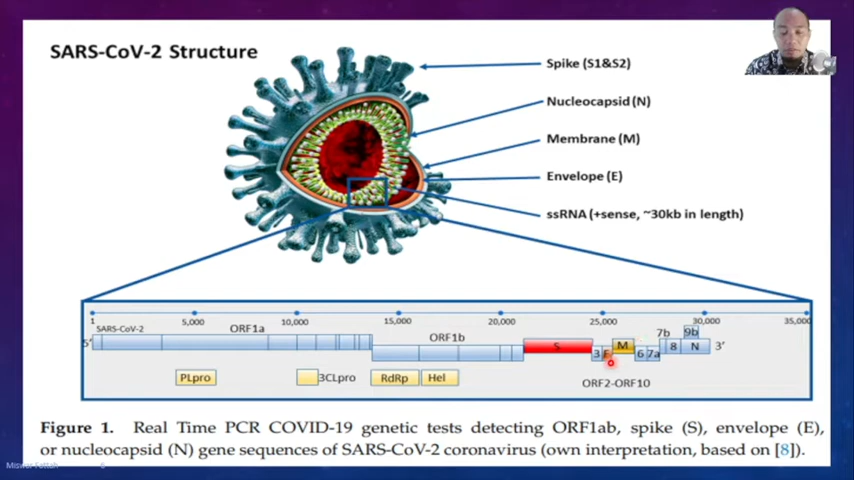 SARS-CoV-2 Structure
Spike (S1&S2)
Nucleocapsid (N)
Membrane (M)
Envelope (E)
ssRNA (+sense, ~30kb in length)
1 5,000 10,000 15,000 20,000 25,000 30,000 35,000
SARS-CoV-2
ORF1a
ORF1b
7b 9b
5' S 3 E M 6 7a 8 N 3'
PLpro 3CLpro RdRp Hel
ORF2-ORF10
Figure 1. Real Time PCR COVID-19 genetic tests detecting ORF1ab, spike (S), envelope (E),
or nucleocapsid (N) gene sequences of SARS-CoV-2 coronavirus (own interpretation, based on [8]).